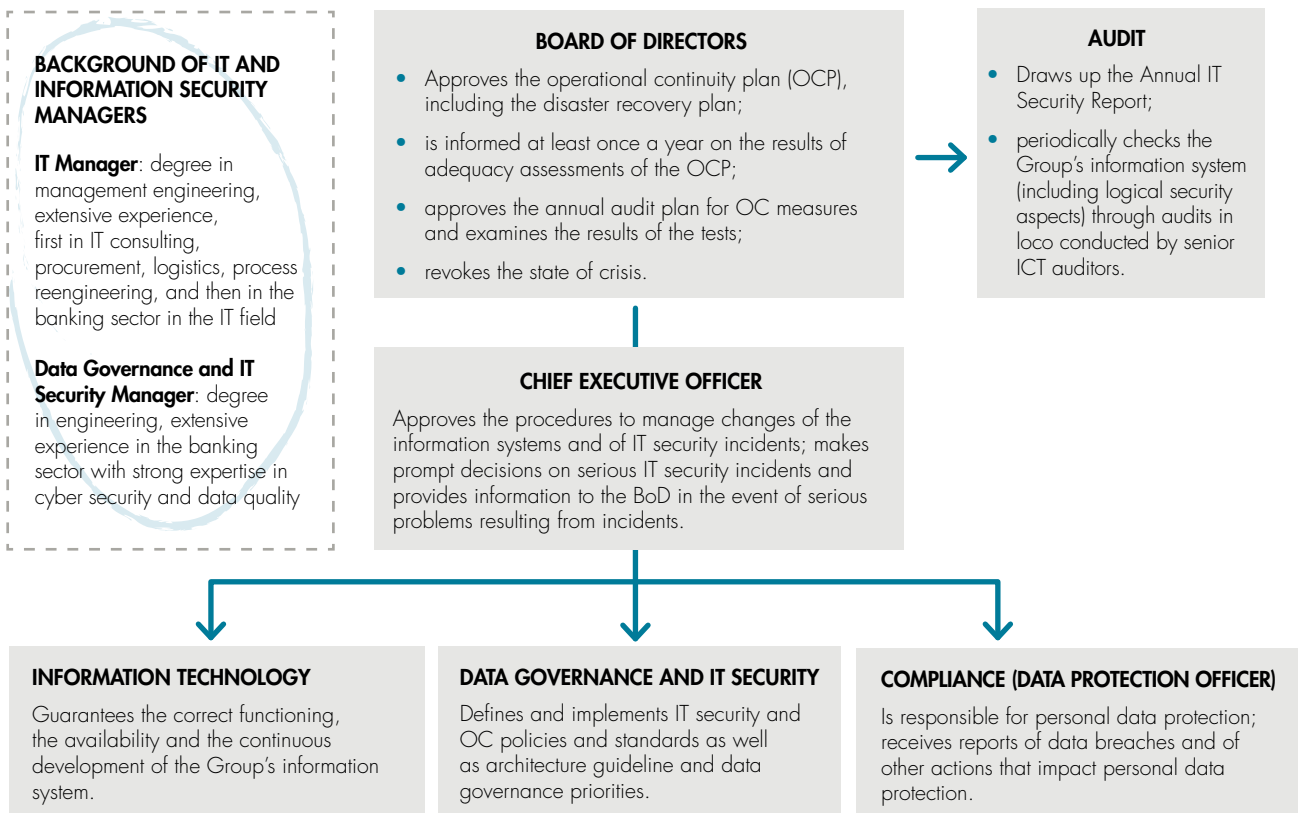 BACKGROUND OF IT AND
INFORMATION SECURITY
MANAGERS
IT Manager: degree in
management engineering,
extensive experience,
first in IT consulting,
procurement, logistics, process
reengineering, and then in the
banking sector in the IT field
Data Governance and IT
Security Manager: degree
in engineering, extensive
experience in the banking
sector with strong expertise in
cyber security and data quality
BOARD OF DIRECTORS
• Approves the operational continuity plan (OCP),
including the disaster recovery plan;
• is informed at least once a year on the results of
adequacy assessments of the OCP;
• approves the annual audit plan for OC measures
and examines the results of the tests;
• revokes the state of crisis.
AUDIT
• Draws up the Annual IT
Security Report;
• periodically checks the
Group's information system
(including logical security
aspects) through audits in
loco conducted by senior
ICT auditors.
CHIEF EXECUTIVE OFFICER
Approves the procedures to manage changes of the
information systems and of IT security incidents; makes
prompt decisions on serious IT security incidents and
provides information to the BoD in the event of serious
problems resulting from incidents.
INFORMATION TECHNOLOGY
Guarantees the correct functioning,
the availability and the continuous
development of the Group's information
system.
DATA GOVERNANCE AND IT SECURITY
Defines and implements IT security and
OC policies and standards as well
as architecture guideline and data
governance priorities.
COMPLIANCE (DATA PROTECTION OFFICER)
Is responsible for personal data protection;
receives reports of data breaches and of
other actions that impact personal data
protection.